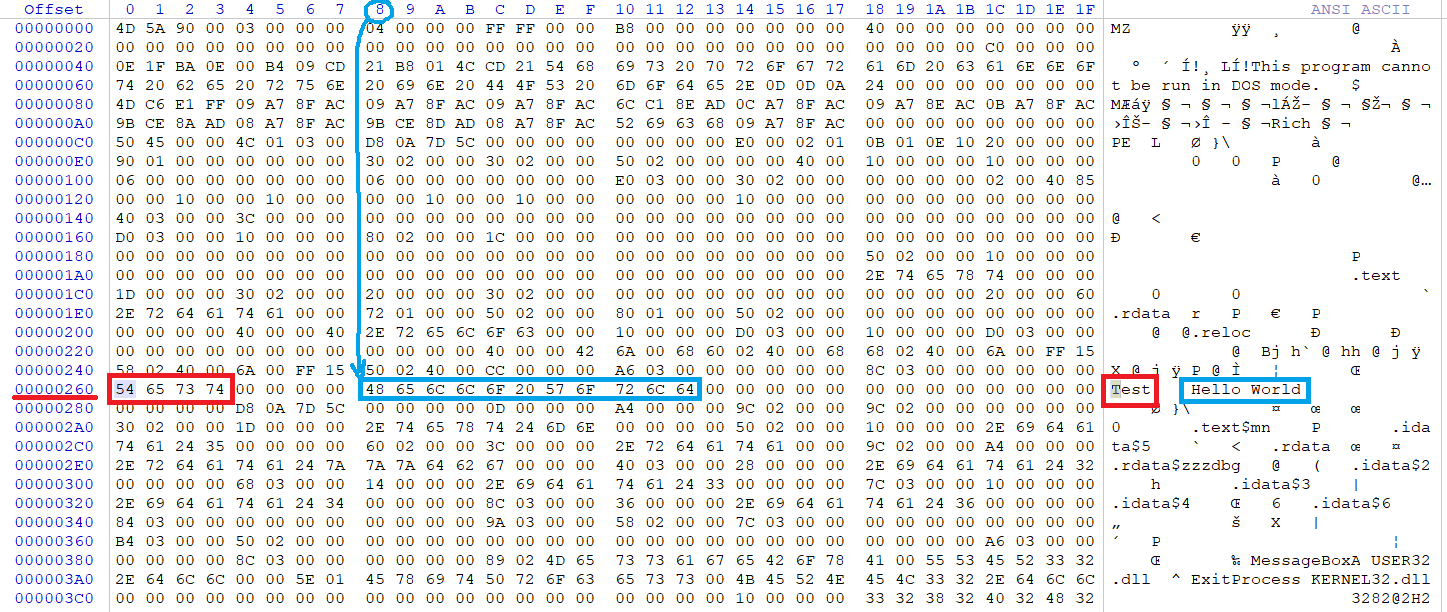 Offset 0 1 2 3 4 5 6 7 8 9 A B C D E F 10 11 12 13 14 15 16 17 18 19 1A 1B 1C 1D 1E 1F ANSI ASCII
00000000 4D 5A 90 00 03 00 00 00 04 00 00 00 FF FF 00 00 B8 00 00 00 00 00 00 00 40 00 00 00 00 00 00 00 MZ ÿÿ ¸ @
00000020 00 00 00 00 00 00 00 00 00 00 00 00 00 00 00 00 00 00 00 00 00 00 00 00 00 00 00 00 C0 00 00 00 À
00000040 0E 1F BA 0E 00 B4 09 CD 21 B8 01 4C CD 21 54 68 69 73 20 70 72 6F 67 72 61 6D 20 63 61 6E 6E 6F º ´ Í!¸ LÍ!This program canno
00000060 74 20 62 65 20 72 75 6E 20 69 6E 20 44 4F 53 20 6D 6F 64 65 2E 0D 0D 0A 24 00 00 00 00 00 00 00 t be run in DOS mode. $
00000080 4D C6 E1 FF 09 A7 8F AC 09 A7 8F AC 09 A7 8F AC 6C C1 8E AD 0C A7 8F AC 09 A7 8E AC 0B A7 8F AC MÆáÿ § ¬ § ¬ § ¬lÁŽ- § ¬ §Ž¬ § ¬
000000A0 9B CE 8A AD 08 A7 8F AC 9B CE 8D AD 08 A7 8F AC 52 69 63 68 09 A7 8F AC 00 00 00 00 00 00 00 00 ›ÎŠ- § ¬›Î - § ¬Rich § ¬
000000C0 50 45 00 00 4C 01 03 00 D8 0A 7D 5C 00 00 00 00 00 00 00 00 E0 00 02 01 0B 01 0E 10 20 00 00 00 PE L Ø }\ à
000000E0 90 01 00 00 00 00 00 00 30 02 00 00 30 02 00 00 50 02 00 00 00 00 40 00 10 00 00 00 10 00 00 00 0 0 P @
00000100 06 00 00 00 00 00 00 00 06 00 00 00 00 00 00 00 E0 03 00 00 30 02 00 00 00 00 00 00 02 00 40 85 à 0 @…
00000120 00 00 10 00 00 10 00 00 00 00 10 00 00 10 00 00 00 00 00 00 10 00 00 00 00 00 00 00 00 00 00 00
00000140 40 03 00 00 3C 00 00 00 00 00 00 00 00 00 00 00 00 00 00 00 00 00 00 00 00 00 00 00 00 00 00 00 @ <
00000160 D0 03 00 00 10 00 00 00 80 02 00 00 1C 00 00 00 00 00 00 00 00 00 00 00 00 00 00 00 00 00 00 00 Ð €
00000180 00 00 00 00 00 00 00 00 00 00 00 00 00 00 00 00 00 00 00 00 00 00 00 00 50 02 00 00 10 00 00 00 P
000001A0 00 00 00 00 00 00 00 00 00 00 00 00 00 00 00 00 00 00 00 00 00 00 00 00 2E 74 65 78 74 00 00 00 .text
000001C0 1D 00 00 00 30 02 00 00 20 00 00 00 30 02 00 00 00 00 00 00 00 00 00 00 00 00 00 00 20 00 00 60 0 0 `
000001E0 2E 72 64 61 74 61 00 00 72 01 00 00 50 02 00 00 80 01 00 00 50 02 00 00 00 00 00 00 00 00 00 00 .rdata r P € P
00000200 00 00 00 00 40 00 00 40 2E 72 65 6C 6F 63 00 00 10 00 00 00 D0 03 00 00 10 00 00 00 D0 03 00 00 @ @.reloc Ð Ð
00000220 00 00 00 00 00 00 00 00 00 00 00 00 40 00 00 42 6A 00 68 60 02 40 00 68 68 02 40 00 6A 00 FF 15 @ Bj h` @ hh @ j ÿ
00000240 58 02 40 00 6A 00 FF 15 50 02 40 00 CC 00 00 00 A6 03 00 00 00 00 00 00 8C 03 00 00 00 00 00 00 X @ j ÿ P @ Ì ¦ Œ
00000260 54 65 73 74 00 00 00 00 48 65 6C 6C 6F 20 57 6F 72 6C 64 00 00 00 00 00 00 00 00 00 00 00 00 00 Test Hello World
00000280 00 00 00 00 D8 0A 7D 5C 00 00 00 00 0D 00 00 00 A4 00 00 00 9C 02 00 00 9C 02 00 00 00 00 00 00 Ø }\ ¤ œ œ
000002A0 30 02 00 00 1D 00 00 00 2E 74 65 78 74 24 6D 6E 00 00 00 00 50 02 00 00 10 00 00 00 2E 69 64 61 0 .text$mn P .ida
000002C0 74 61 24 35 00 00 00 00 60 02 00 00 3C 00 00 00 2E 72 64 61 74 61 00 00 9C 02 00 00 A4 00 00 00 ta$5 ` < .rdata œ ¤
000002E0 2E 72 64 61 74 61 24 7A 7A 7A 64 62 67 00 00 00 40 03 00 00 28 00 00 00 2E 69 64 61 74 61 24 32 .rdata$zzzdbg @ ( .idata$2
00000300 00 00 00 00 68 03 00 00 14 00 00 00 2E 69 64 61 74 61 24 33 00 00 00 00 7C 03 00 00 10 00 00 00 h .idata$3 |
00000320 2E 69 64 61 74 61 24 34 00 00 00 00 8C 03 00 00 36 00 00 00 2E 69 64 61 74 61 24 36 00 00 00 00 .idata$4 Œ 6 .idata$6
00000340 84 03 00 00 00 00 00 00 00 00 00 00 9A 03 00 00 58 02 00 00 7C 03 00 00 00 00 00 00 00 00 00 00 „ š X |
00000360 B4 03 00 00 50 02 00 00 00 00 00 00 00 00 00 00 00 00 00 00 00 00 00 00 00 00 00 00 A6 03 00 00 ´ P ¦
00000380 00 00 00 00 8C 03 00 00 00 00 00 00 89 02 4D 65 73 73 61 67 65 42 6F 78 41 00 55 53 45 52 33 32 Œ ‰ MessageBoxA USER32
000003A0 2E 64 6C 6C 00 00 5E 01 45 78 69 74 50 72 6F 63 65 73 73 00 4B 45 52 4E 45 4C 33 32 2E 64 6C 6C .dll ^ ExitProcess KERNEL32.dll
000003C0 00 00 00 00 00 00 00 00 00 00 00 00 00 00 00 00 00 00 00 00 10 00 00 00 33 32 38 32 40 32 48 32 3282@2H2